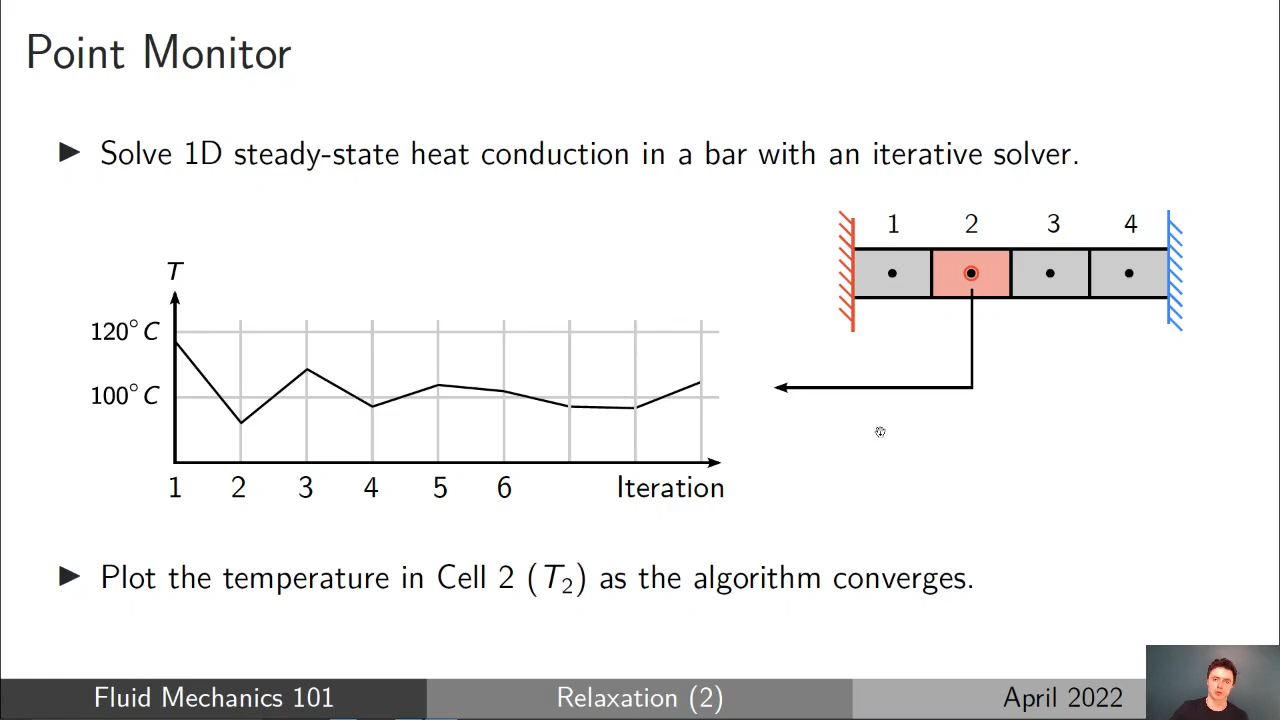 Point Monitor
▶ Solve 1D steady-state heat conduction in a bar with an iterative solver.
1 2 3 4
T
120°C
100°C
1 2 3 4 5 6 Iteration
▶ Plot the temperature in Cell 2 (T₂) as the algorithm converges.
Fluid Mechanics 101 Relaxation (2) April 2022